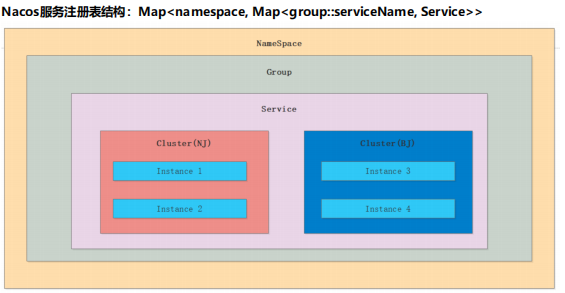 Nacos服务注册表结构：Map<namespace, Map<group::serviceName, Service>>
NameSpace
Group
Service
Cluster(NJ)
Cluster(BJ)
Instance 1
Instance 3
Instance 2
Instance 4